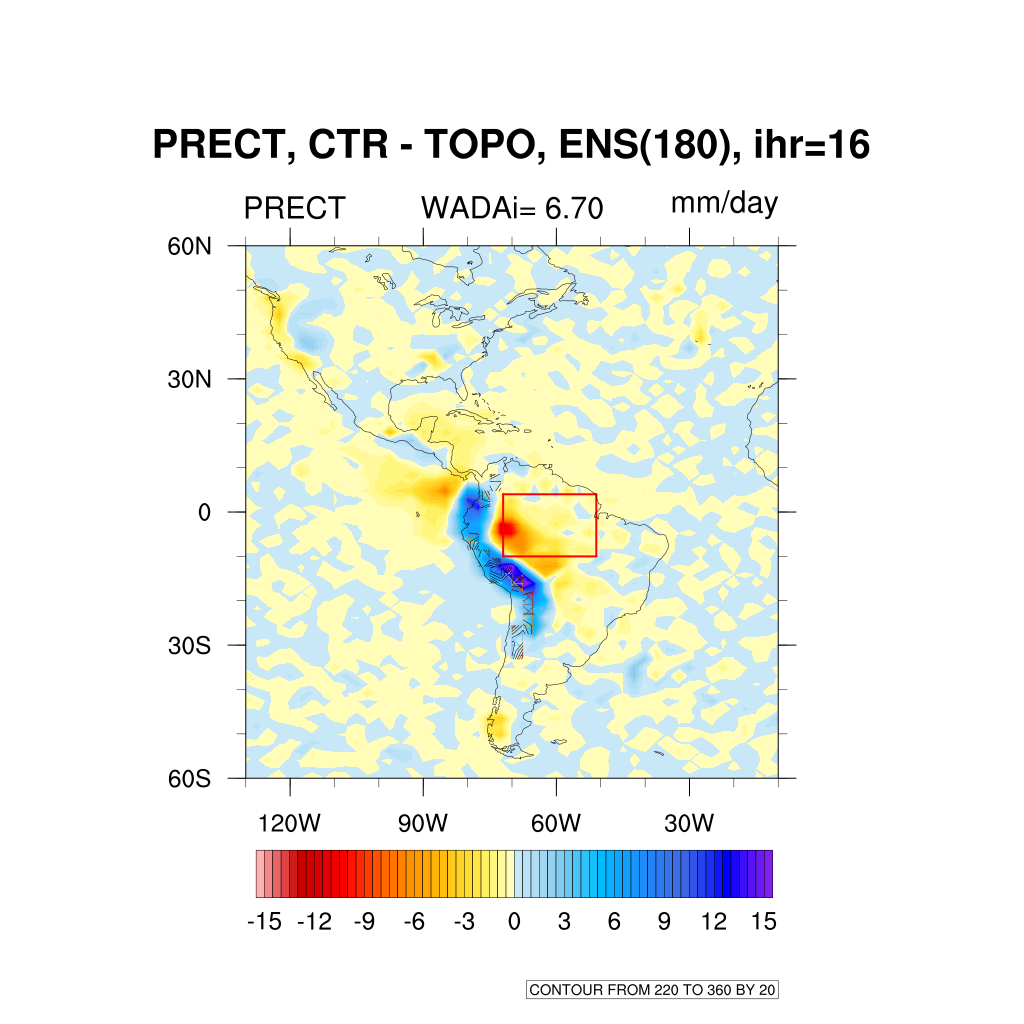 PRECT, CTR - TOPO, ENS(180), ihr=16
PRECT WADAi= 6.70 mm/day
60N
30N
0
30S
60S
120W 90W 60W 30W
-15 -12 -9 -6 -3 0 3 6 9 12 15
CONTOUR FROM 220 TO 360 BY 20